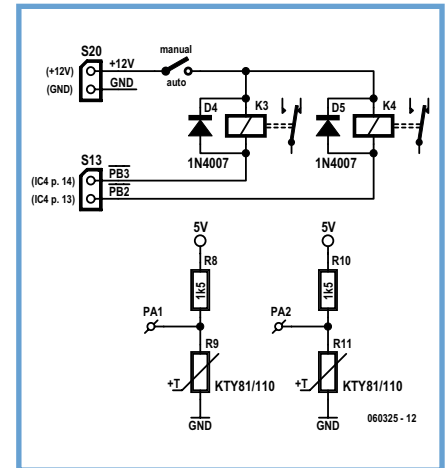 S20
manual
(+12V) +12V
(GND) GND
auto
D4 K3 D5 K4
1N4007 1N4007
S13
(IC4 p. 14) PB3
(IC4 p. 13) PB2
5V 5V
R8 R10
1k5 1k5
PA1 PA2
R9 R11
+T KTY81/110 +T KTY81/110
GND GND
060325 - 12